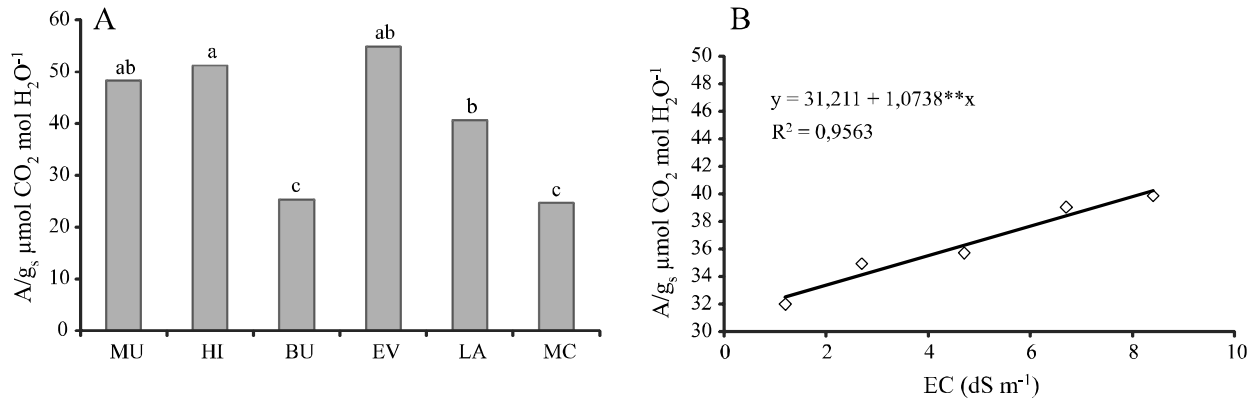 A
A/gs μmol CO2 mol H2O-1
60
50
40
30
20
10
0
ab
a
c
ab
b
c
MU HI BU EV LA MC
B
A/gs μmol CO2 mol H2O-1
50
48
46
44
42
40
38
36
34
32
30
y = 31,211 + 1,0738**x
R² = 0,9563
0 2 4 6 8 10
EC (dS m-1)